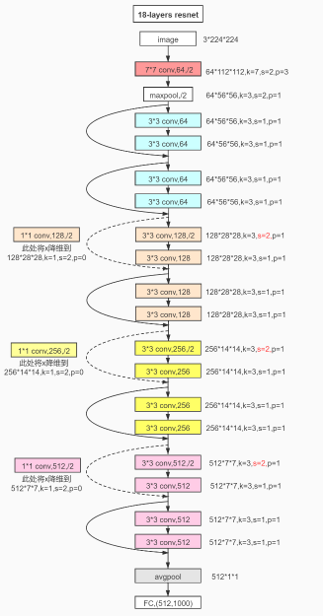 18-layers resnet
image 3*224*224
7*7 conv,64,/2 64*112*112,k=7,s=2,p=3
maxpool,/2 64*56*56,k=3,s=2,p=1
3*3 conv,64 64*56*56,k=3,s=1,p=1
3*3 conv,64 64*56*56,k=3,s=1,p=1
3*3 conv,64 64*56*56,k=3,s=1,p=1
3*3 conv,64 64*56*56,k=3,s=1,p=1
1*1 conv,128,/2 3*3 conv,128,/2 128*28*28,k=3,s=2,p=1
此处将x降维到
128*28*28,k=1,s=2,p=0 3*3 conv,128 128*28*28,k=3,s=1,p=1
3*3 conv,128 128*28*28,k=3,s=1,p=1
3*3 conv,128 128*28*28,k=3,s=1,p=1
1*1 conv,256,/2 3*3 conv,256,/2 256*14*14,k=3,s=2,p=1
此处将x降维到
256*14*14,k=1,s=2,p=0 3*3 conv,256 256*14*14,k=3,s=1,p=1
3*3 conv,256 256*14*14,k=3,s=1,p=1
3*3 conv,256 256*14*14,k=3,s=1,p=1
1*1 conv,512,/2 3*3 conv,512,/2 512*7*7,k=3,s=2,p=1
此处将x降维到
512*7*7,k=1,s=2,p=0 3*3 conv,512 512*7*7,k=3,s=1,p=1
3*3 conv,512 512*7*7,k=3,s=1,p=1
3*3 conv,512 512*7*7,k=3,s=1,p=1
avgpool 512*1*1
FC,(512,1000)